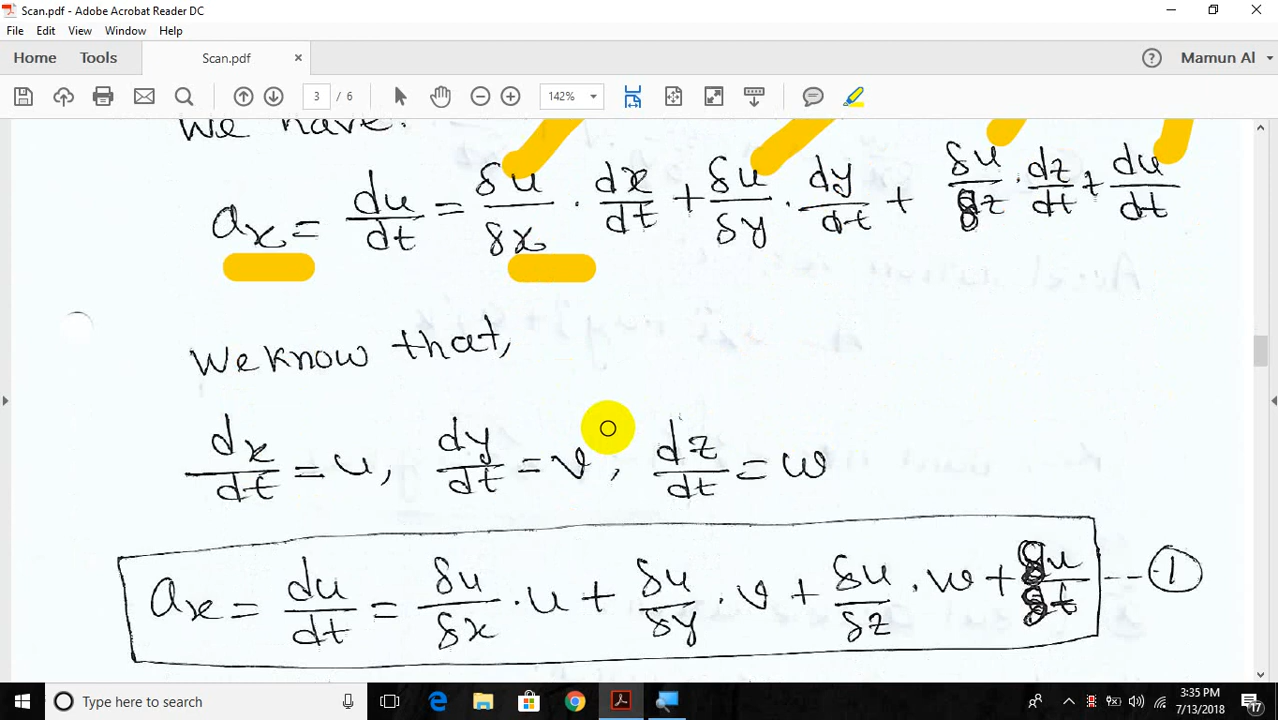 Scan.pdf - Adobe Acrobat Reader DC
File Edit View Window Help
Home Tools Scan.pdf × Mamun Al
3 / 6 142%
We have.
ax = du/dt = δu/δx · dx/dt + δu/δy · dy/dt + δu/δz · dz/dt + du/dt
We know that,
dx/dt = u, dy/dt = v, dz/dt = w
ax = du/dt = δu/δx · u + δu/δy · v + δu/δz · w + δu/δt --- ①
Type here to search
3:35 PM
7/13/2018
17